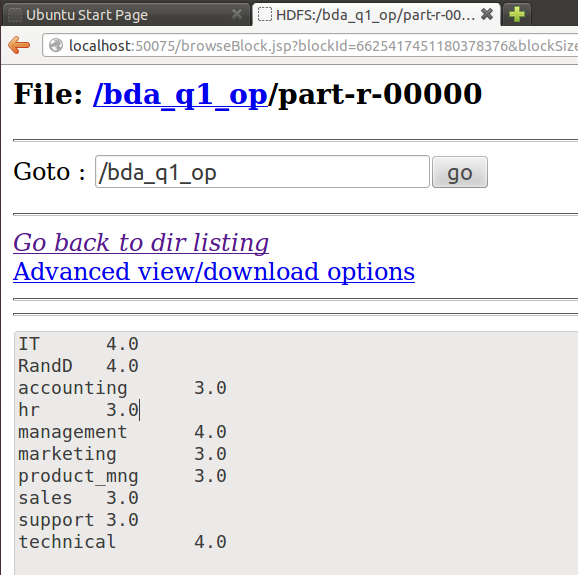 Ubuntu Start Page
HDFS:/bda_q1_op/part-r-00...
localhost:50075/browseBlock.jsp?blockId=6625417451180378376&blockSize
File: /bda_q1_op/part-r-00000
Goto : /bda_q1_op go
Go back to dir listing
Advanced view/download options
IT 4.0
RandD 4.0
accounting 3.0
hr 3.0
management 4.0
marketing 3.0
product_mng 3.0
sales 3.0
support 3.0
technical 4.0